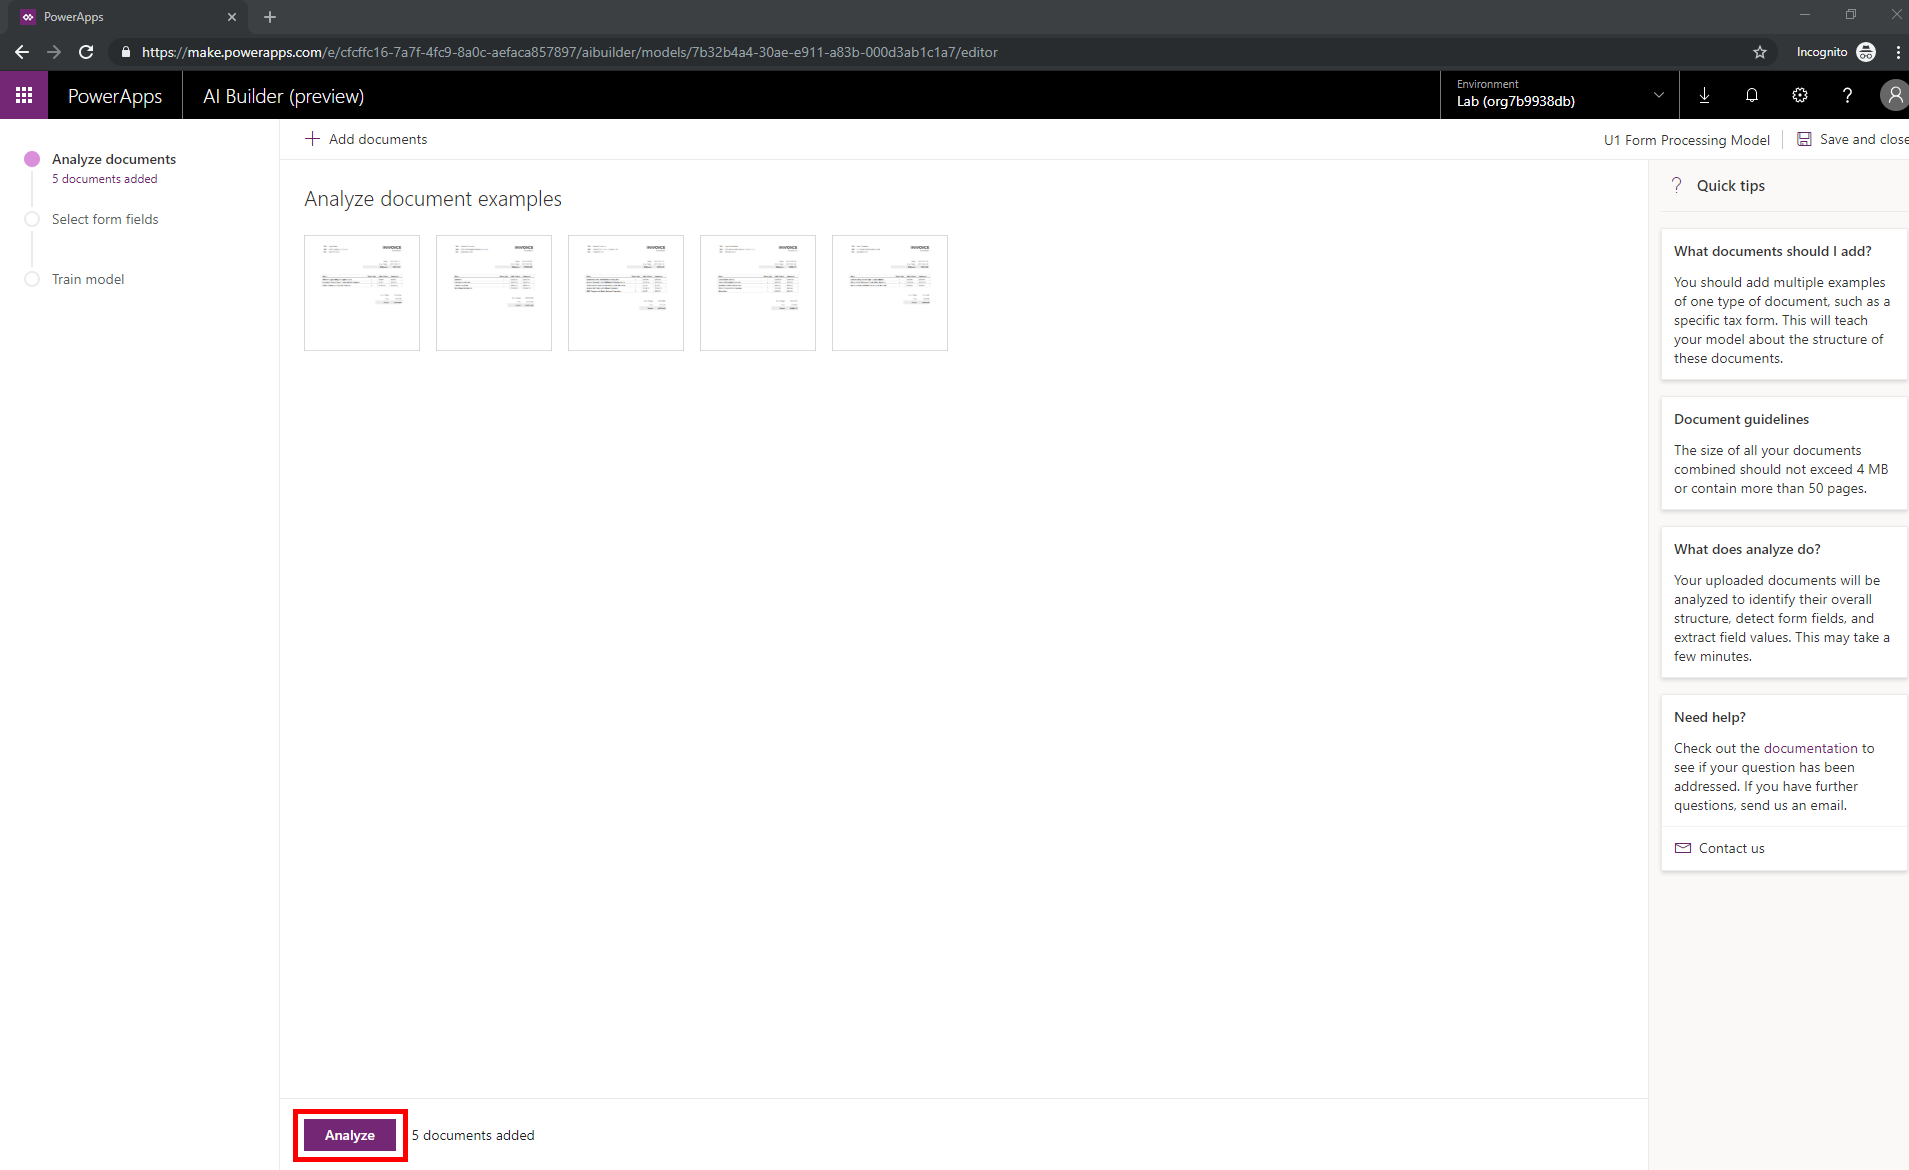 PowerApps
https://make.powerapps.com/e/cfcffc16-7a7f-4fc9-8a0c-aefaca857897/aibuilder/models/7b32b4a4-30ae-e911-a83b-000d3ab1c1a7/editor
Incognito
PowerApps
AI Builder (preview)
Environment
Lab (org7b9938db)
Analyze documents
5 documents added
Select form fields
Train model
Add documents
U1 Form Processing Model
Save and close
Analyze document examples
INVOICE
INVOICE
INVOICE
INVOICE
INVOICE
Quick tips
What documents should I add?
You should add multiple examples
of one type of document, such as a
specific tax form. This will teach
your model about the structure of
these documents.
Document guidelines
The size of all your documents
combined should not exceed 4 MB
or contain more than 50 pages.
What does analyze do?
Your uploaded documents will be
analyzed to identify their overall
structure, detect form fields, and
extract field values. This may take a
few minutes.
Need help?
Check out the documentation to
see if your question has been
addressed. If you have further
questions, send us an email.
Contact us
Analyze
5 documents added